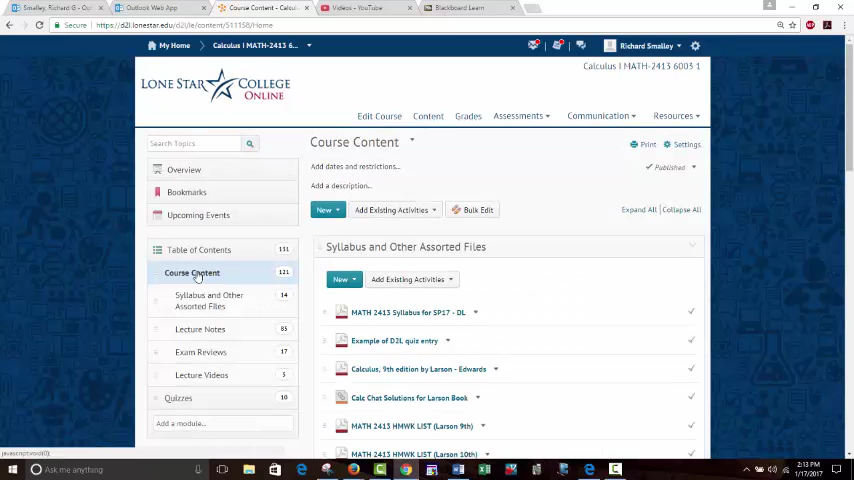 Smalley, Richard G - Out
Outlook Web App
Course Content - Calcul
Videos - YouTube
Blackboard Learn
Secure | https://d2l.lonestar.edu/d2l/le/content/511158/Home
My Home
Calculus I MATH-2413 6...
Richard Smalley
LONE STAR COLLEGE
ONLINE
Calculus I MATH-2413 6003 1
Edit Course Content Grades Assessments Communication Resources
Search Topics
Overview
Bookmarks
Upcoming Events
Table of Contents 131
Course Content 121
Syllabus and Other Assorted Files 14
Lecture Notes 85
Exam Reviews 17
Lecture Videos 5
Quizzes 10
Add a module...
Course Content
Print Settings
Add dates and restrictions...
Published
Add a description...
New Add Existing Activities Bulk Edit
Expand All | Collapse All
Syllabus and Other Assorted Files
New Add Existing Activities
MATH 2413 Syllabus for SP17 - DL
Example of D2L quiz entry
Calculus, 9th edition by Larson - Edwards
Calc Chat Solutions for Larson Book
MATH 2413 HMWK LIST (Larson 9th)
MATH 2413 HMWK LIST (Larson 10th)
javascript:void(0);
Ask me anything
2:13 PM
1/17/2017